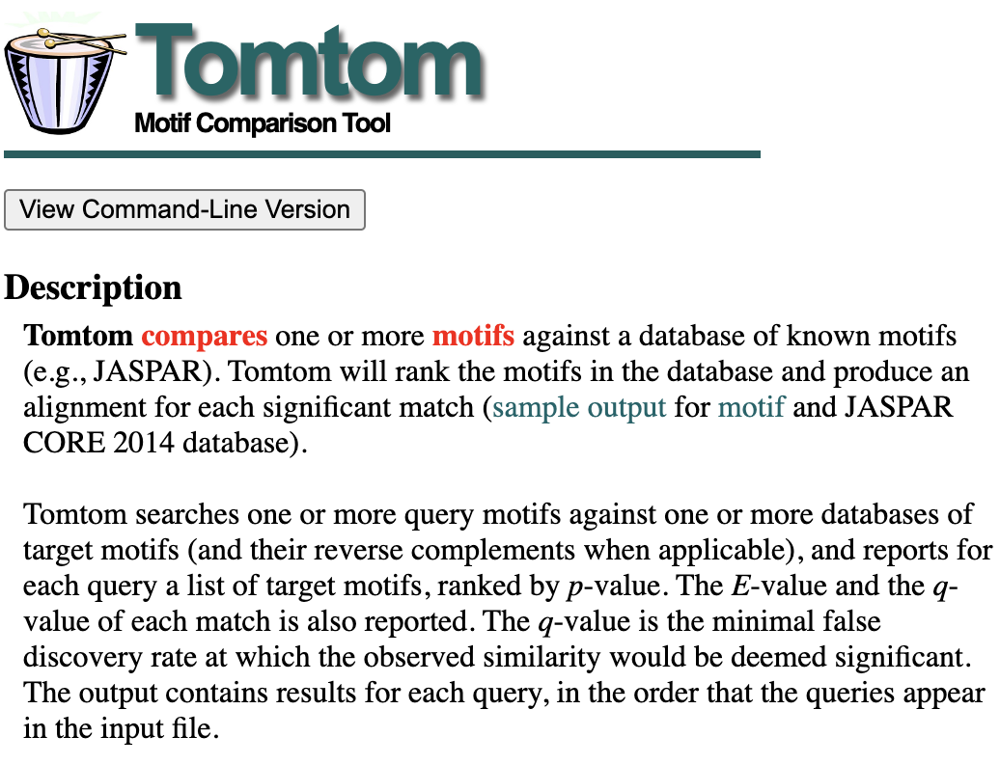 Tomtom
Motif Comparison Tool
View Command-Line Version
Description
Tomtom compares one or more motifs against a database of known motifs
(e.g., JASPAR). Tomtom will rank the motifs in the database and produce an
alignment for each significant match (sample output for motif and JASPAR
CORE 2014 database).
Tomtom searches one or more query motifs against one or more databases of
target motifs (and their reverse complements when applicable), and reports for
each query a list of target motifs, ranked by p-value. The E-value and the q-
value of each match is also reported. The q-value is the minimal false
discovery rate at which the observed similarity would be deemed significant.
The output contains results for each query, in the order that the queries appear
in the input file.